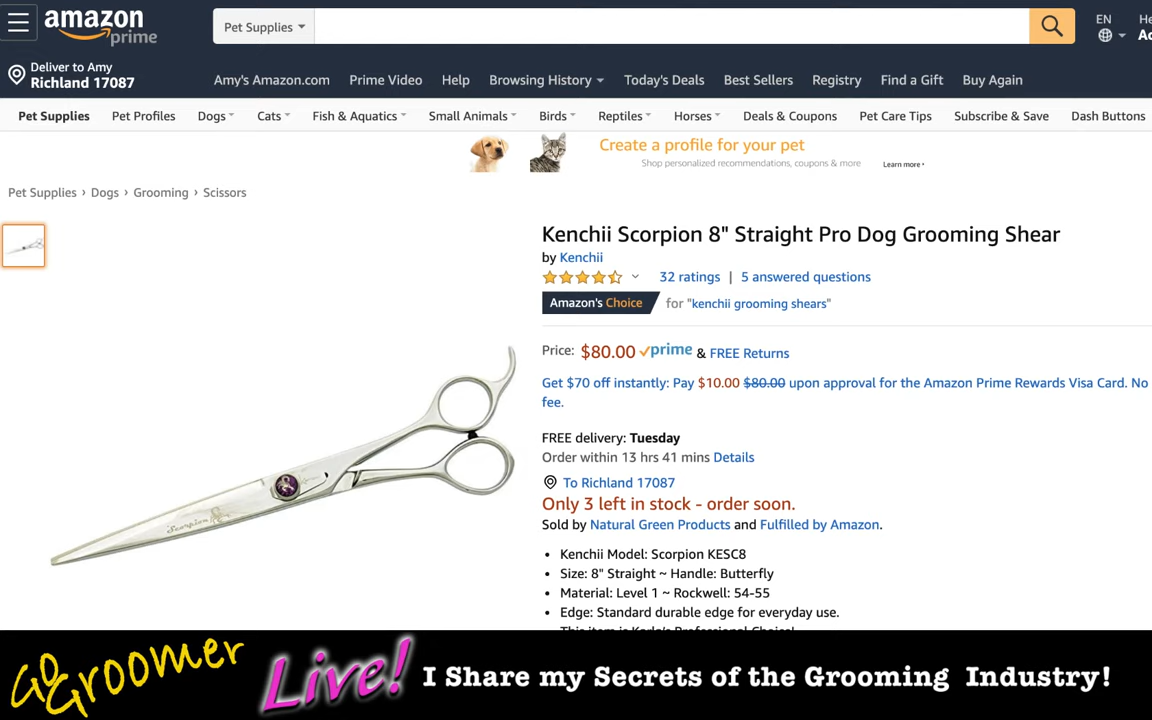 amazon
prime
Pet Supplies
EN
Deliver to Amy
Richland 17087
Amy's Amazon.com Prime Video Help Browsing History Today's Deals Best Sellers Registry Find a Gift Buy Again
Pet Supplies Pet Profiles Dogs Cats Fish & Aquatics Small Animals Birds Reptiles Horses Deals & Coupons Pet Care Tips Subscribe & Save Dash Buttons
Create a profile for your pet
Shop personalized recommendations, coupons & more Learn more
Pet Supplies › Dogs › Grooming › Scissors
Kenchii Scorpion 8" Straight Pro Dog Grooming Shear
by Kenchii
32 ratings | 5 answered questions
Amazon's Choice for "kenchii grooming shears"
Price: $80.00 prime & FREE Returns
Get $70 off instantly: Pay $10.00 $80.00 upon approval for the Amazon Prime Rewards Visa Card. No
fee.
FREE delivery: Tuesday
Order within 13 hrs 41 mins Details
To Richland 17087
Only 3 left in stock - order soon.
Sold by Natural Green Products and Fulfilled by Amazon.
• Kenchii Model: Scorpion KESC8
• Size: 8" Straight ~ Handle: Butterfly
• Material: Level 1 ~ Rockwell: 54-55
• Edge: Standard durable edge for everyday use.
This item is Karla's Professional Choice!
Scorpion
GoGroomer Live! I Share my Secrets of the Grooming Industry!